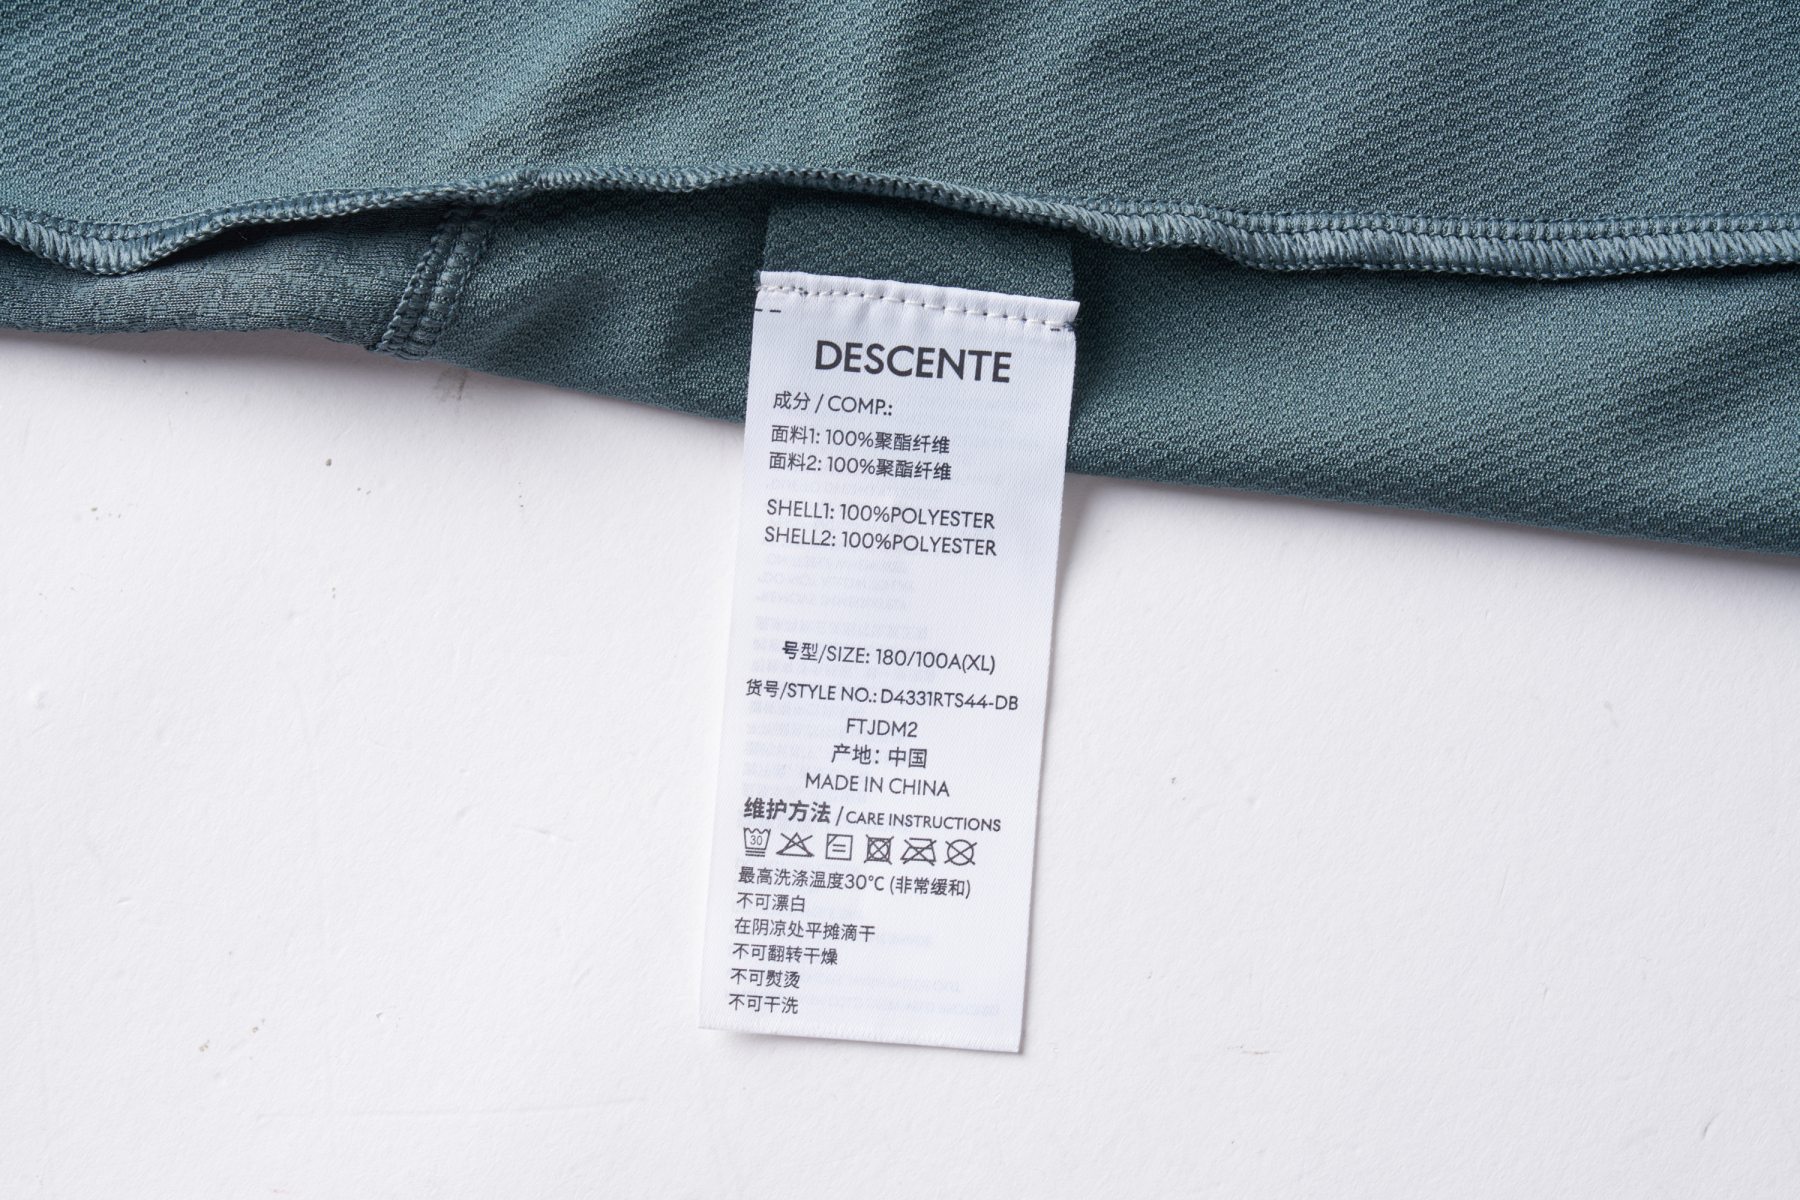 DESCENTE
成分 / COMP.:
面料1: 100%聚酯纤维
面料2: 100%聚酯纤维
SHELL1: 100%POLYESTER
SHELL2: 100%POLYESTER
号型/SIZE: 180/100A(XL)
货号/STYLE NO.: D4331RTS44-DB
FTJDM2
产地：中国
MADE IN CHINA
维护方法 / CARE INSTRUCTIONS
30
最高洗涤温度30°C (非常缓和)
不可漂白
在阴凉处平摊滴干
不可翻转干燥
不可熨烫
不可干洗